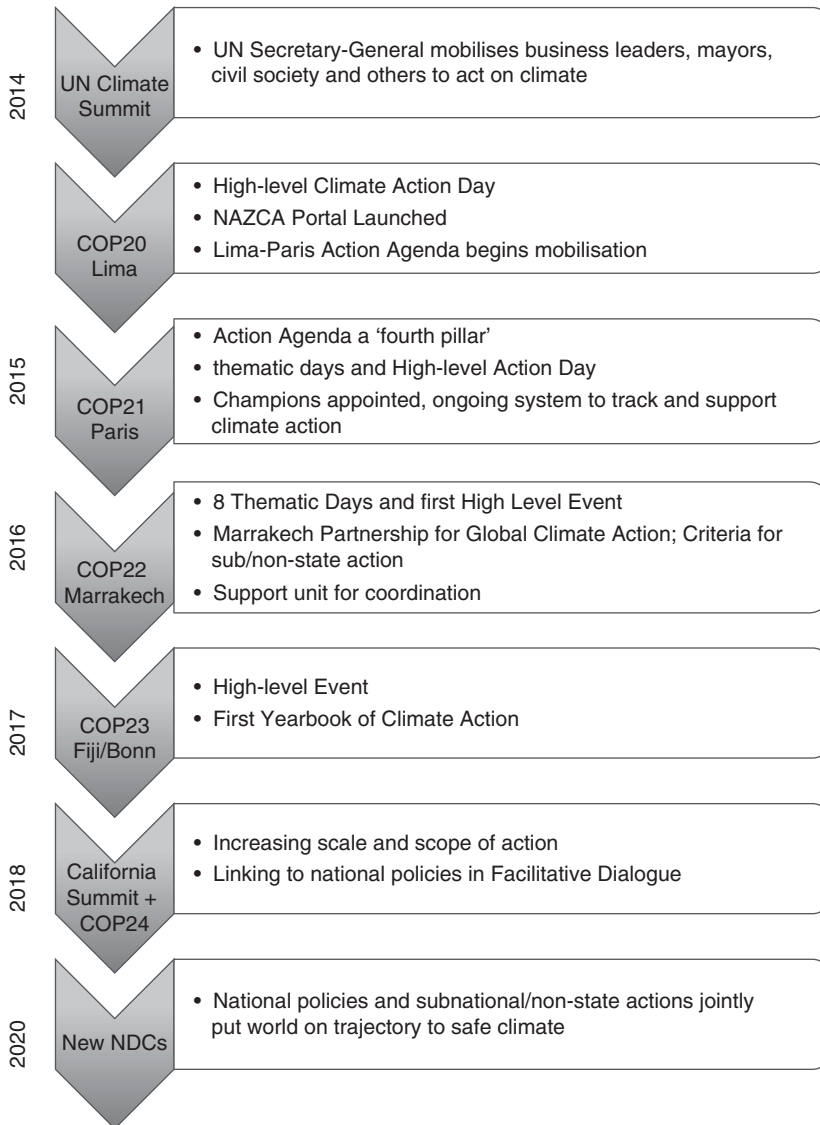 2014
UN Climate
Summit
• UN Secretary-General mobilises business leaders, mayors,
civil society and others to act on climate
COP20
Lima
• High-level Climate Action Day
• NAZCA Portal Launched
• Lima-Paris Action Agenda begins mobilisation
2015
COP21
Paris
• Action Agenda a ‘fourth pillar’
• thematic days and High-level Action Day
• Champions appointed, ongoing system to track and support
climate action
2016
COP22
Marrakech
• 8 Thematic Days and first High Level Event
• Marrakech Partnership for Global Climate Action; Criteria for
sub/non-state action
• Support unit for coordination
2017
COP23
Fiji/Bonn
• High-level Event
• First Yearbook of Climate Action
2018
California
Summit +
COP24
• Increasing scale and scope of action
• Linking to national policies in Facilitative Dialogue
2020
New NDCs
• National policies and subnational/non-state actions jointly
put world on trajectory to safe climate